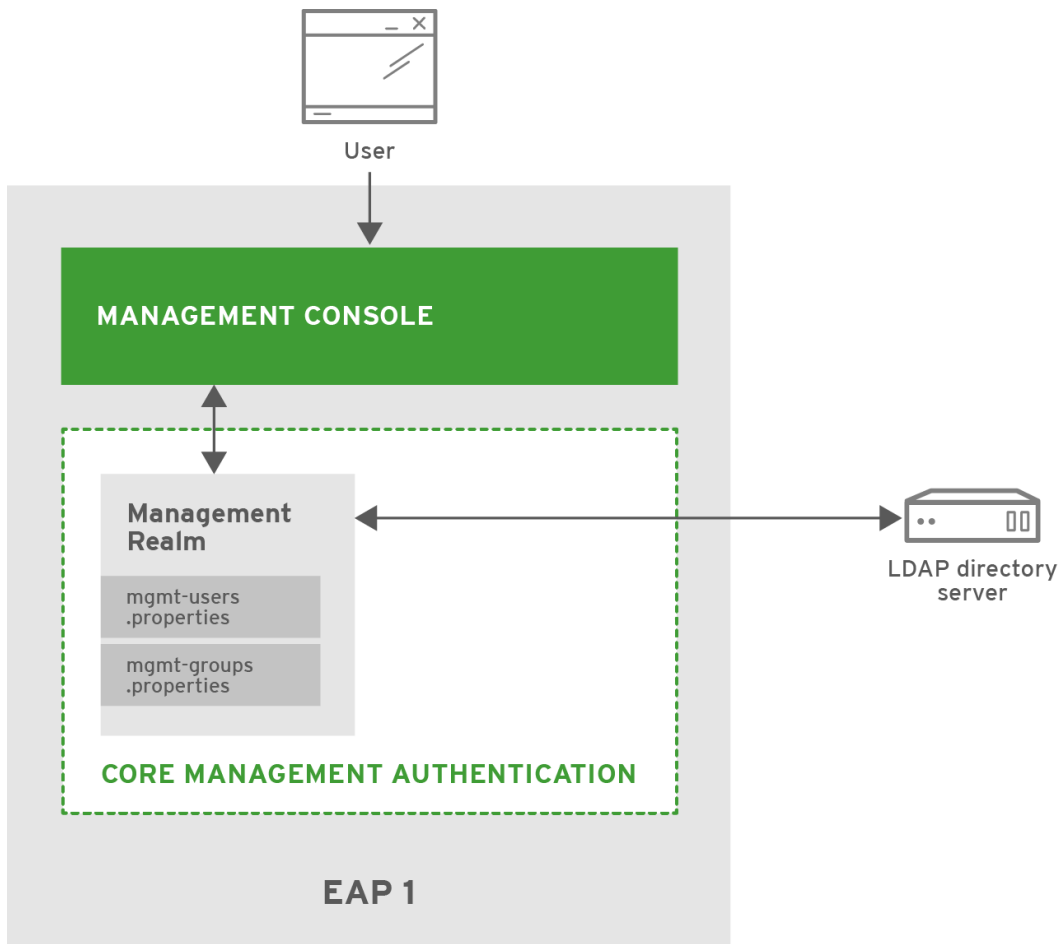 User
MANAGEMENT CONSOLE
Management
Realm
mgmt-users
.properties
mgmt-groups
.properties
LDAP directory
server
CORE MANAGEMENT AUTHENTICATION
EAP 1